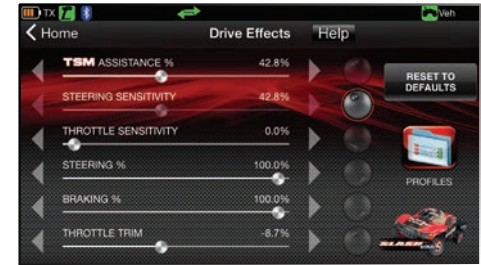 TX Veh
Home Drive Effects Help
TSM ASSISTANCE % 42.8%
STEERING SENSITIVITY 42.8%
THROTTLE SENSITIVITY 0.0%
STEERING % 100.0%
BRAKING % 100.0%
THROTTLE TRIM -8.7%
RESET TO
DEFAULTS
PROFILES
SLASH